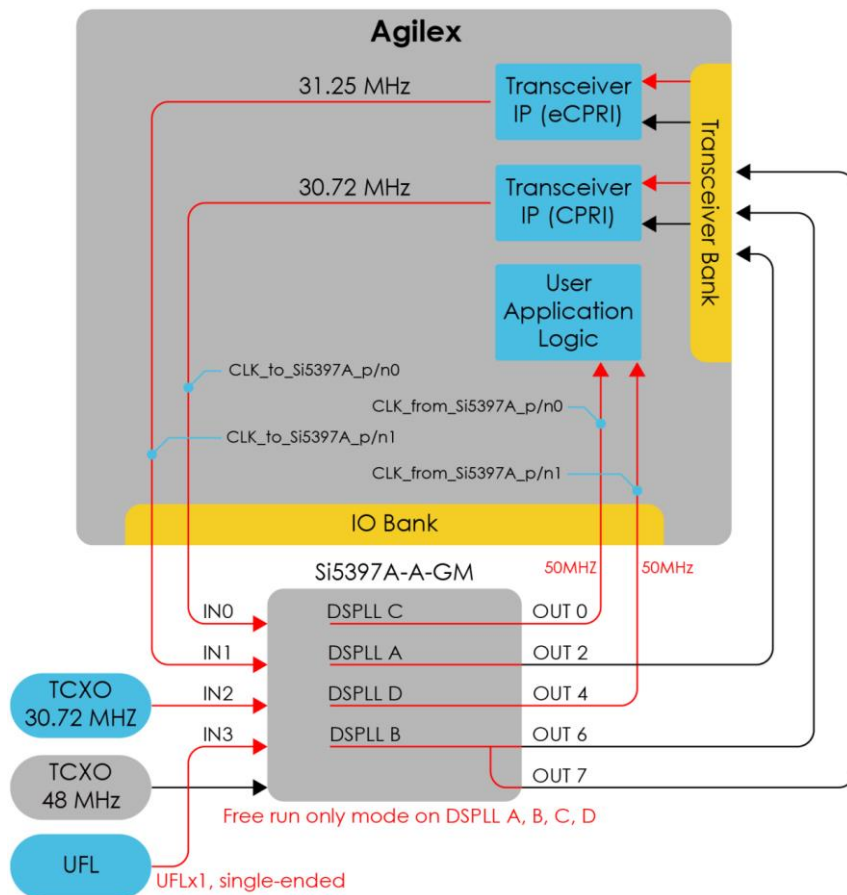 Agilex
31.25 MHz
Transceiver
IP (eCPRI)
30.72 MHz
Transceiver
IP (CPRI)
Transceiver Bank
User
Application
Logic
CLK_to_Si5397A_p/n0
CLK_from_Si5397A_p/n0
CLK_to_Si5397A_p/n1
CLK_from_Si5397A_p/n1
IO Bank
Si5397A-A-GM
50MHZ
50MHz
IN0
DSPLL C
OUT 0
IN1
DSPLL A
OUT 2
TCXO
30.72 MHZ
IN2
DSPLL D
OUT 4
IN3
DSPLL B
OUT 6
TCXO
48 MHz
OUT 7
Free run only mode on DSPLL A, B, C, D
UFL
UFLx1, single-ended